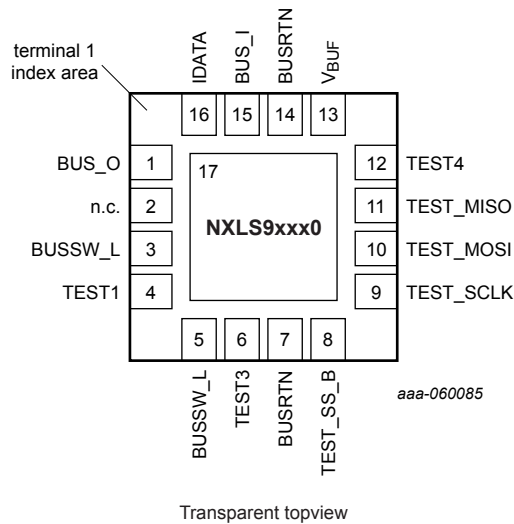 terminal 1
index area
IDATA
BUS_I
BUSRTN
VBUF
16
15
14
13
BUS_O
1
n.c.
2
BUSSW_L
3
TEST1
4
17
NXLS9xxx0
12
TEST4
11
TEST_MISO
10
TEST_MOSI
9
TEST_SCLK
5
6
7
8
BUSSW_L
TEST3
BUSRTN
TEST_SS_B
aaa-060085
Transparent topview